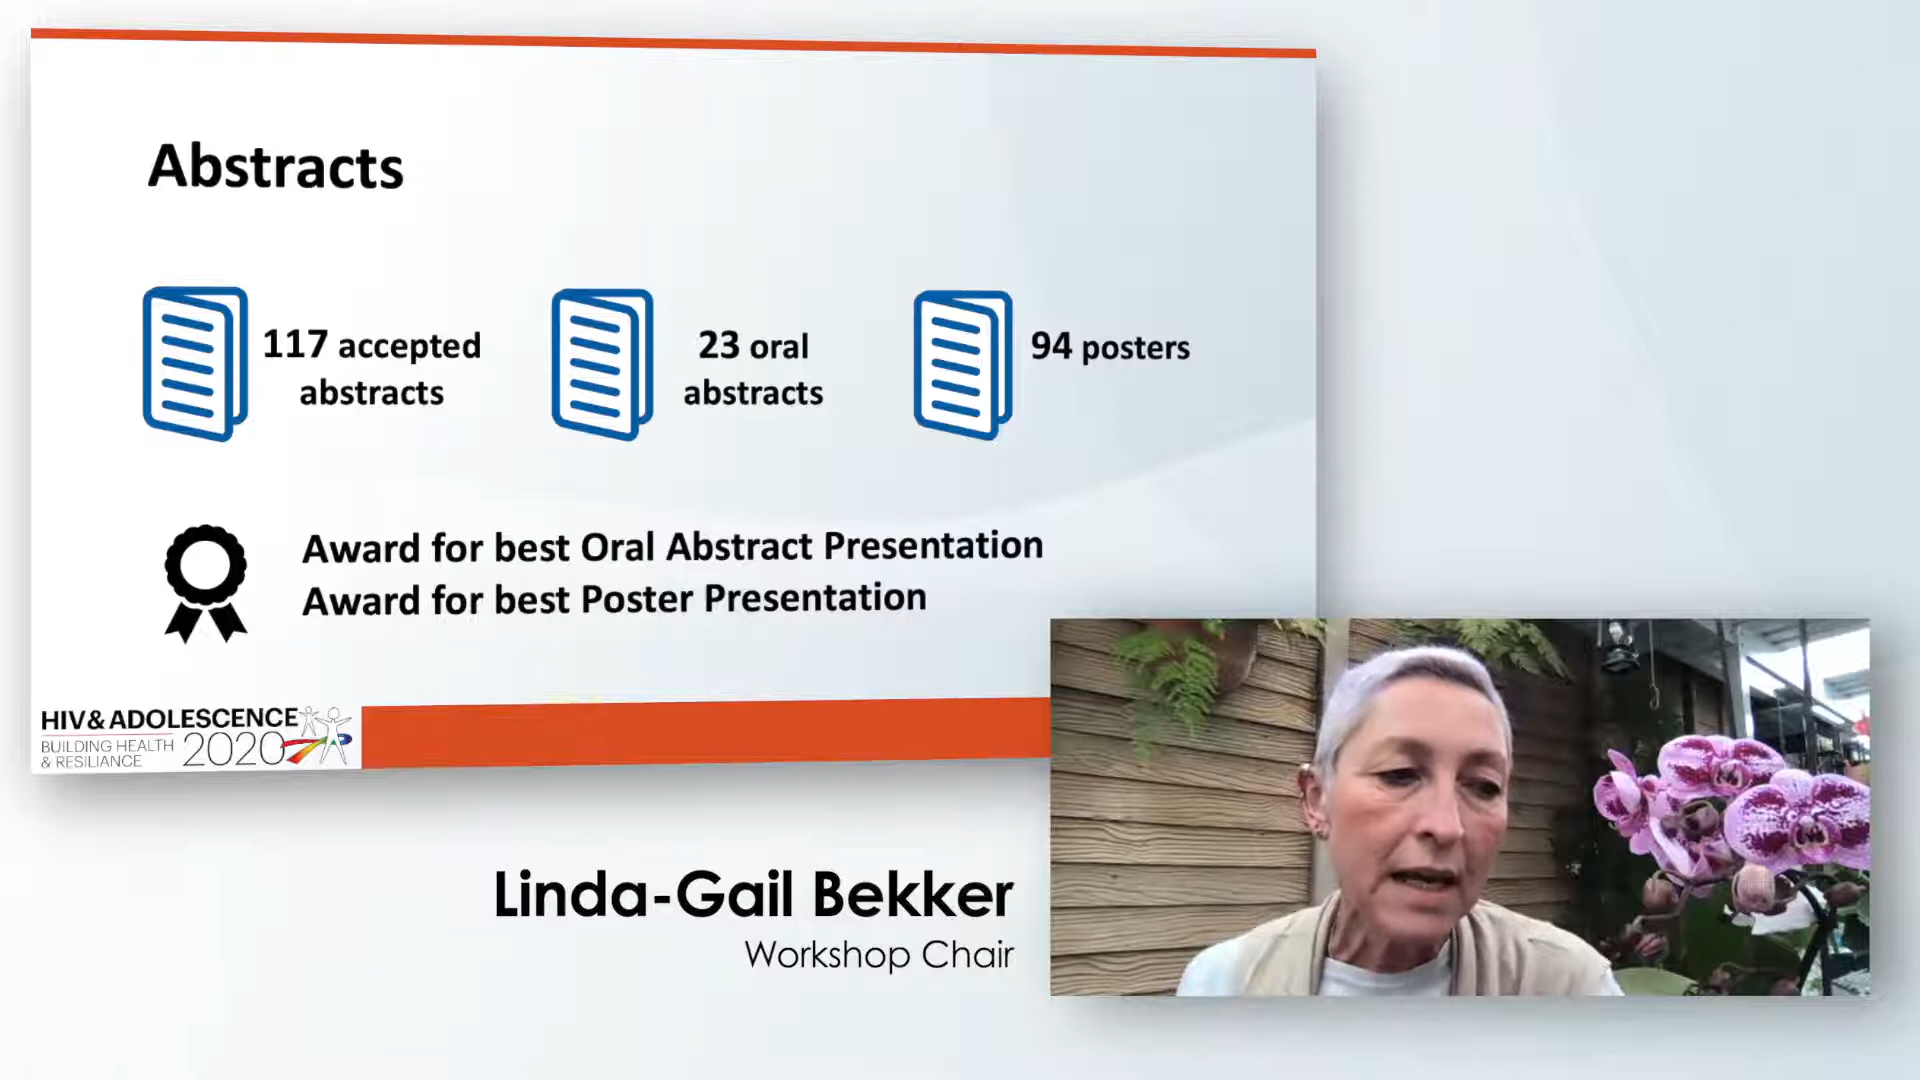 Abstracts
117 accepted
abstracts
23 oral
abstracts
94 posters
Award for best Oral Abstract Presentation
Award for best Poster Presentation
HIV & ADOLESCENCE
BUILDING HEALTH
& RESILIANCE
2020
Linda-Gail Bekker
Workshop Chair